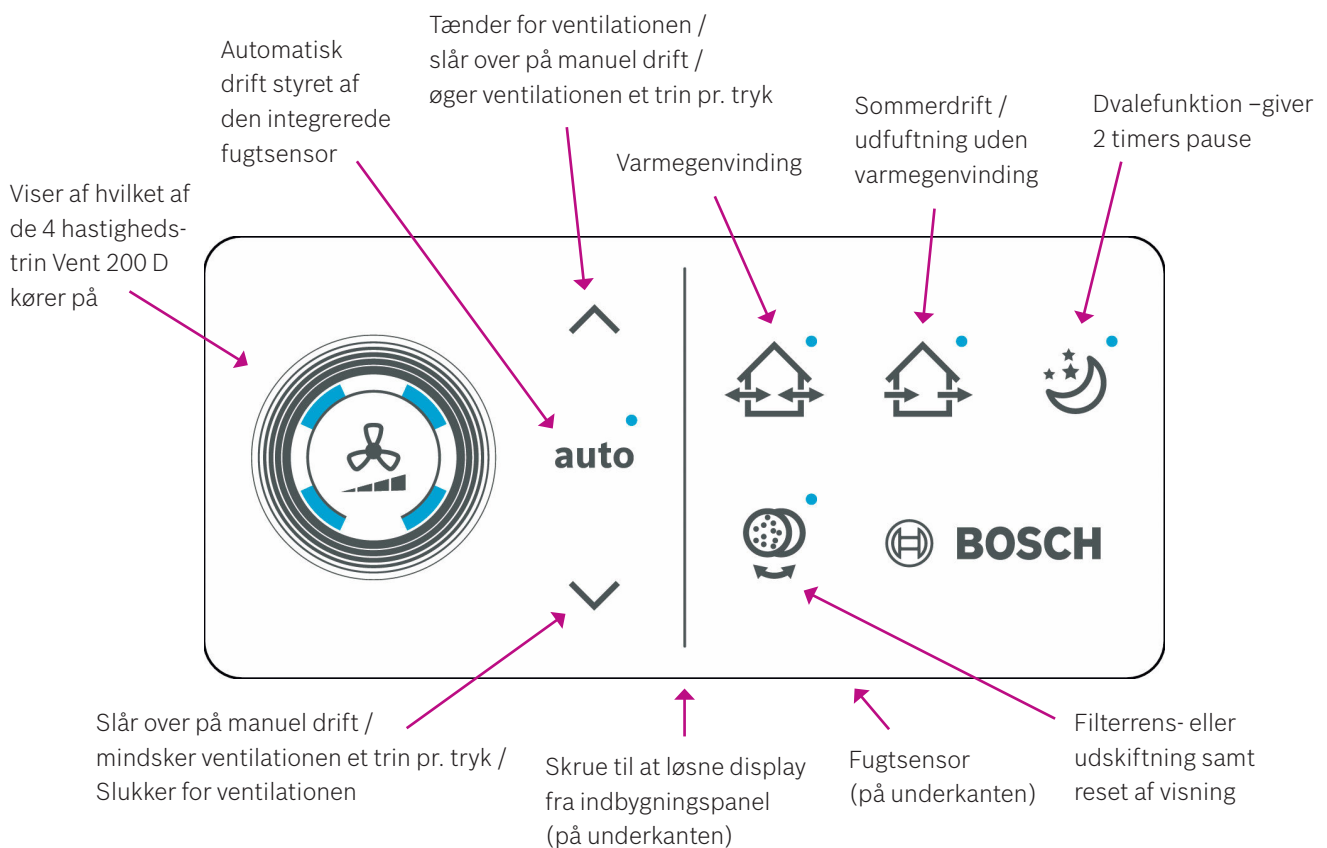 Tænder for ventilationen /
slår over på manuel drift /
øger ventilationen et trin pr. tryk
Automatisk
drift styret af
den integrerede
fugtsensor
Varmegenvinding
Sommerdrift /
udfuftning uden
varmegenvinding
Dvalefunktion –giver
2 timers pause
Viser af hvilket af
de 4 hastigheds-
trin Vent 200 D
kører på
auto
BOSCH
Slår over på manuel drift /
mindsker ventilationen et trin pr. tryk /
Slukker for ventilationen
Skrue til at løsne display
fra indbygningspanel
(på underkanten)
Fugtsensor
(på underkanten)
Filterrens- eller
udskiftning samt
reset af visning